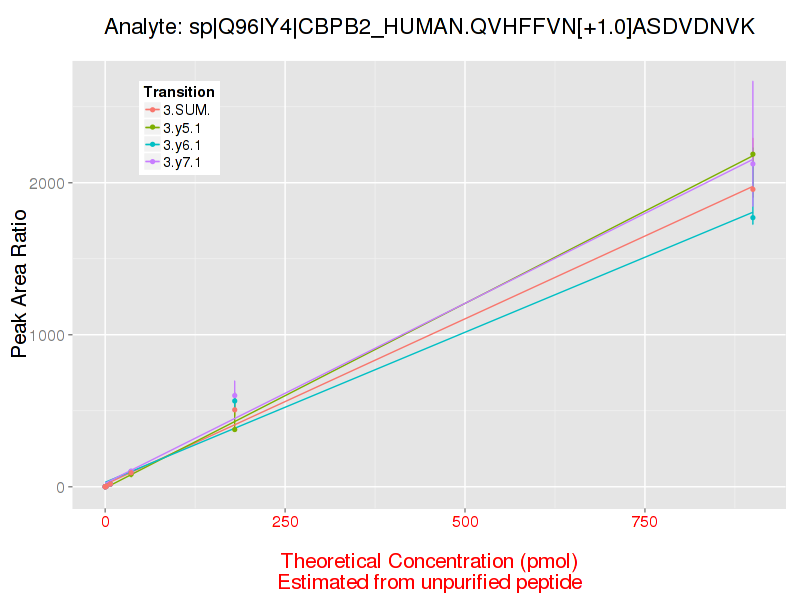 Analyte: sp|Q96IY4|CBPB2_HUMAN.QVHFFVN[+1.0]ASDVDNVK
Transition
3.SUM.
3.y5.1
3.y6.1
3.y7.1
Peak Area Ratio
2000
1000
0
0 250 500 750
Theoretical Concentration (pmol)
Estimated from unpurified peptide